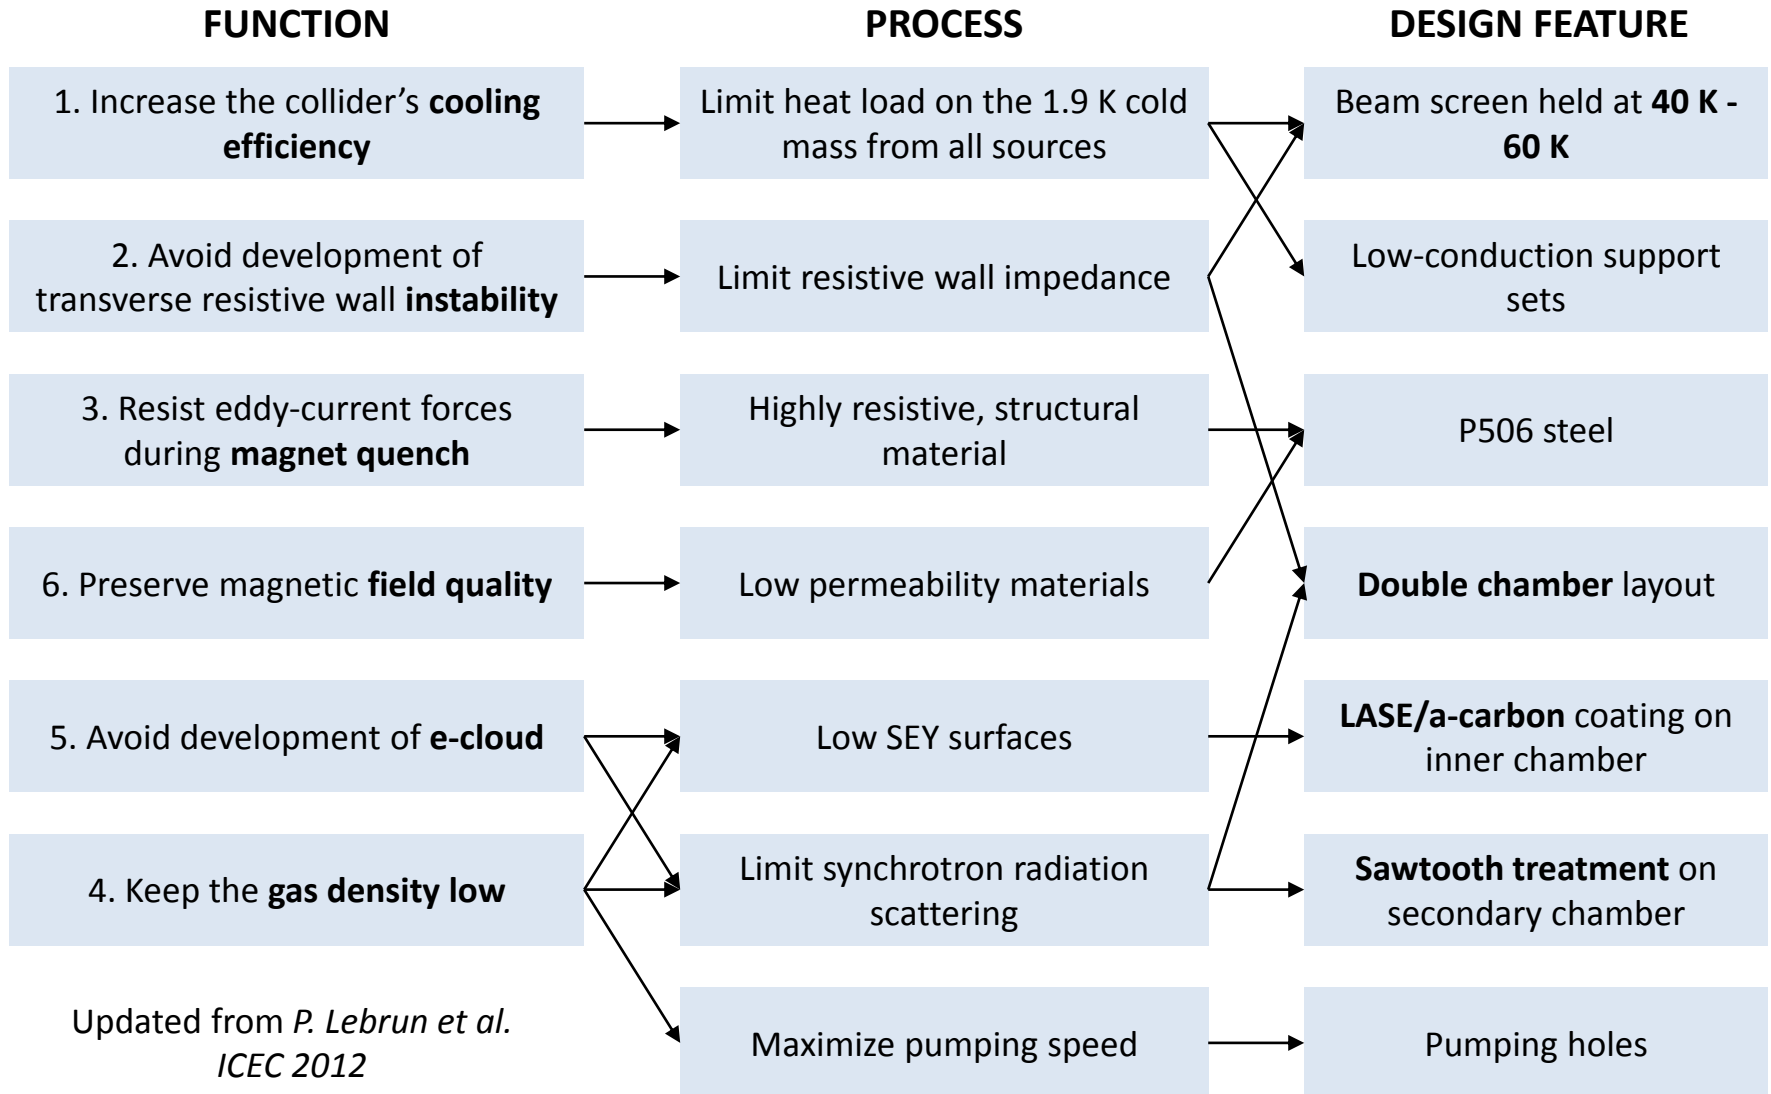 FUNCTION
PROCESS
DESIGN FEATURE
1. Increase the collider’s cooling
efficiency
Limit heat load on the 1.9 K cold
mass from all sources
Beam screen held at 40 K -
60 K
2. Avoid development of
transverse resistive wall instability
Limit resistive wall impedance
Low-conduction support
sets
3. Resist eddy-current forces
during magnet quench
Highly resistive, structural
material
P506 steel
6. Preserve magnetic field quality
Low permeability materials
Double chamber layout
5. Avoid development of e-cloud
Low SEY surfaces
LASE/a-carbon coating on
inner chamber
4. Keep the gas density low
Limit synchrotron radiation
scattering
Sawtooth treatment on
secondary chamber
Updated from P. Lebrun et al.
ICEC 2012
Maximize pumping speed
Pumping holes